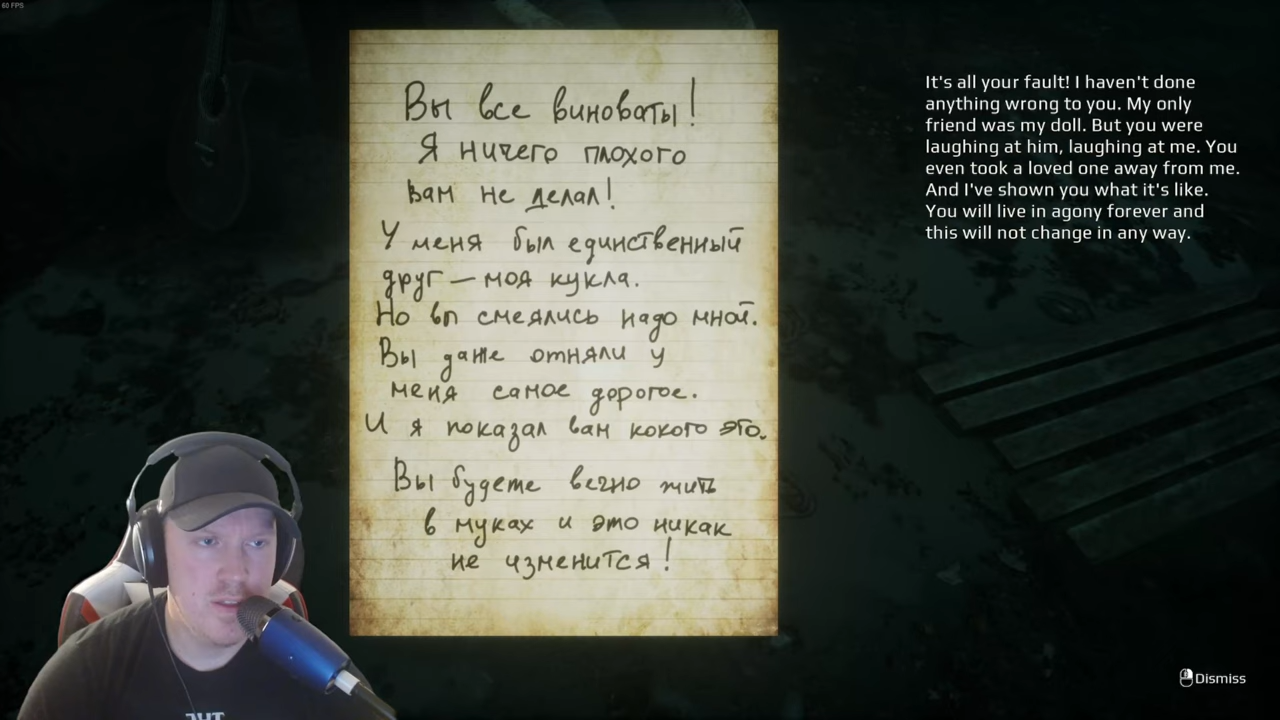 60 FPS
Вы все виноваты!
Я ничего плохого
вам не делал!
У меня был единственный
друг — моя кукла.
Но вы смеялись надо мной.
Вы даже отняли у
меня самое дорогое.
И я показал вам кокого это.
Вы будете вечно жить
в муках и это никак
не изменится!
It's all your fault! I haven't done
anything wrong to you. My only
friend was my doll. But you were
laughing at him, laughing at me. You
even took a loved one away from me.
And I've shown you what it's like.
You will live in agony forever and
this will not change in any way.
Dismiss